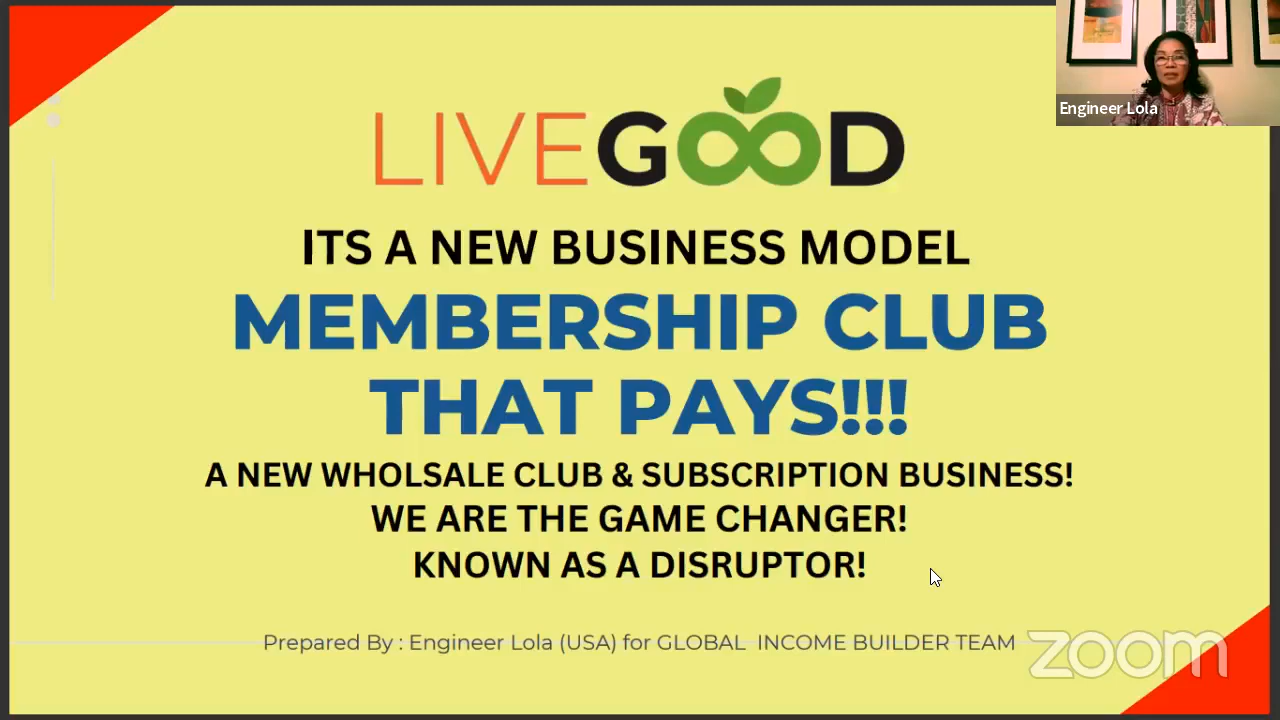 Engineer Lola
LIVEGOOD
ITS A NEW BUSINESS MODEL
MEMBERSHIP CLUB
THAT PAYS!!!
A NEW WHOLSALE CLUB & SUBSCRIPTION BUSINESS!
WE ARE THE GAME CHANGER!
KNOWN AS A DISRUPTOR!
Prepared By : Engineer Lola (USA) for GLOBAL INCOME BUILDER TEAM
zoom